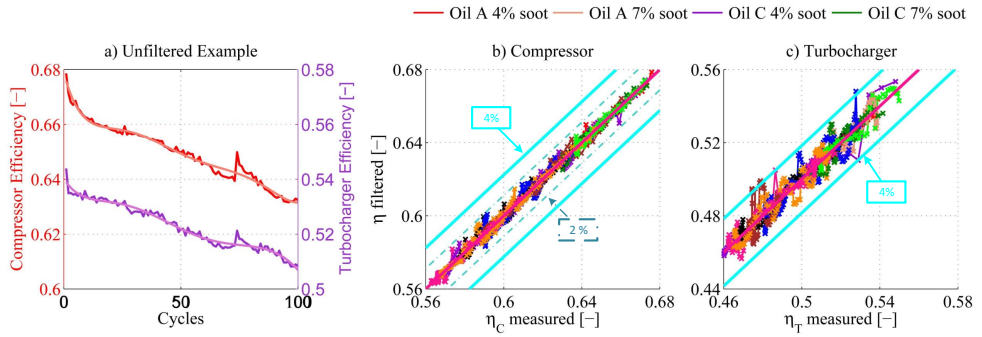 Oil A 4% soot Oil A 7% soot Oil C 4% soot Oil C 7% soot
a) Unfiltered Example
b) Compressor
c) Turbocharger
Compressor Efficiency [−]
0.68
0.66
0.64
0.62
0.6
0 50 100
Cycles
0.58
0.56
0.54
0.52
0.5
Turbocharger Efficiency [−]
η filtered [−]
0.68
0.64
0.6
0.56
4%
2 %
0.56 0.6 0.64 0.68
η_C measured [−]
0.56
0.52
0.48
0.44
4%
0.46 0.5 0.54 0.58
η_T measured [−]